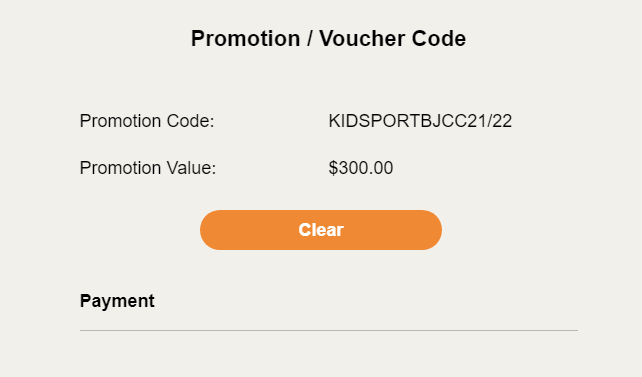 Promotion / Voucher Code
Promotion Code: KIDSPORTBJCC21/22
Promotion Value: $300.00
Clear
Payment